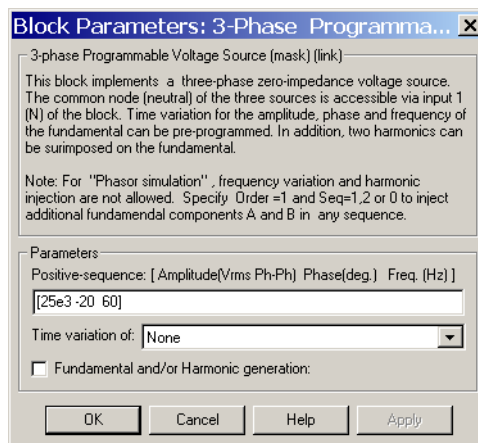 Block Parameters: 3-Phase Programma...
3-phase Programmable Voltage Source (mask) (link)
This block implements a three-phase zero-impedance voltage source.
The common node (neutral) of the three sources is accessible via input 1
(N) of the block. Time variation for the amplitude, phase and frequency of
the fundamental can be pre-programmed. In addition, two harmonics can
be surimposed on the fundamental.
Note: For "Phasor simulation" , frequency variation and harmonic
injection are not allowed. Specify Order =1 and Seq=1,2 or 0 to inject
additional fundamendal components A and B in any sequence.
Parameters
Positive-sequence: [ Amplitude(Vrms Ph-Ph) Phase(deg.) Freq. (Hz) ]
[25e3 -20 60]
Time variation of: None
Fundamental and/or Harmonic generation:
OK Cancel Help Apply